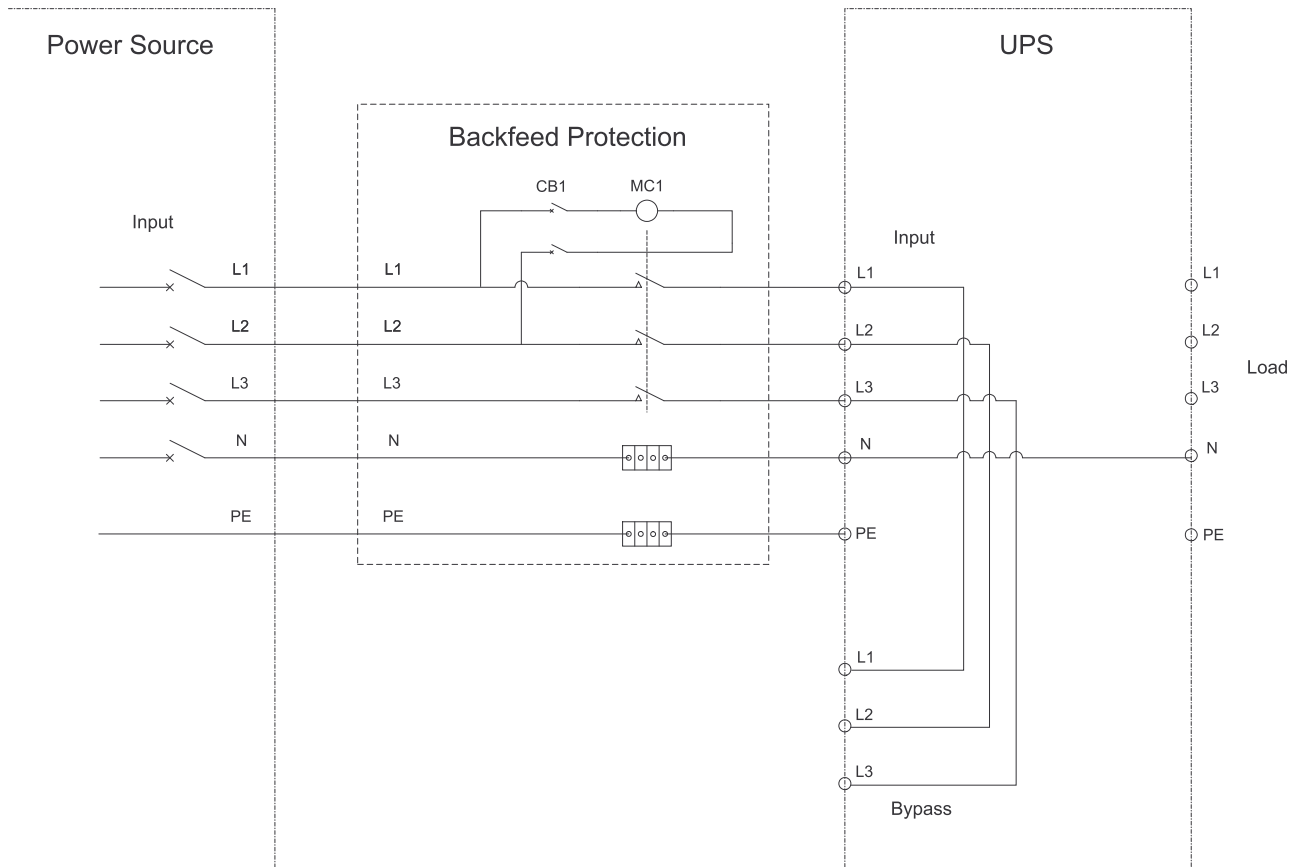 Power Source
UPS
Backfeed Protection
CB1
MC1
Input
Input
L1
L1
L1
L1
L2
L2
L2
L2
Load
L3
L3
L3
L3
N
N
N
N
PE
PE
PE
PE
L1
L2
L3
Bypass